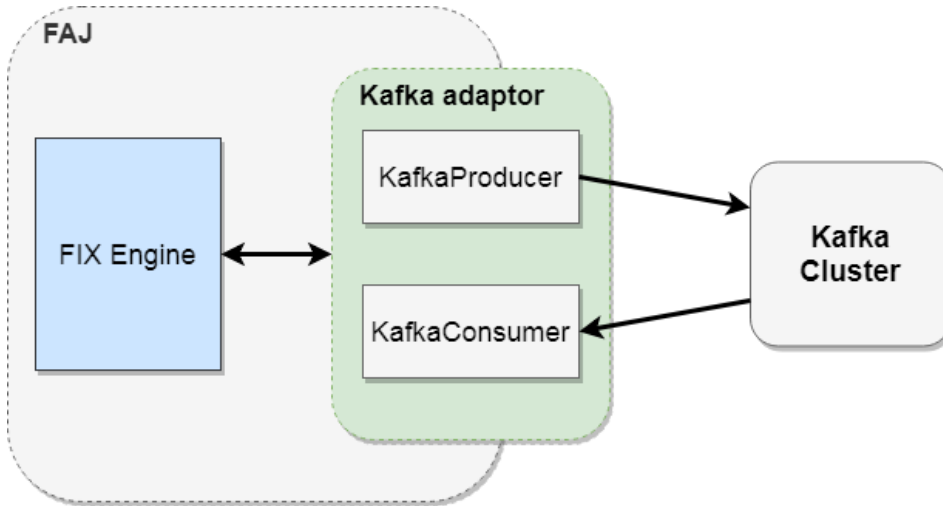 FAJ
Kafka adaptor
KafkaProducer
FIX Engine
KafkaConsumer
Kafka
Cluster